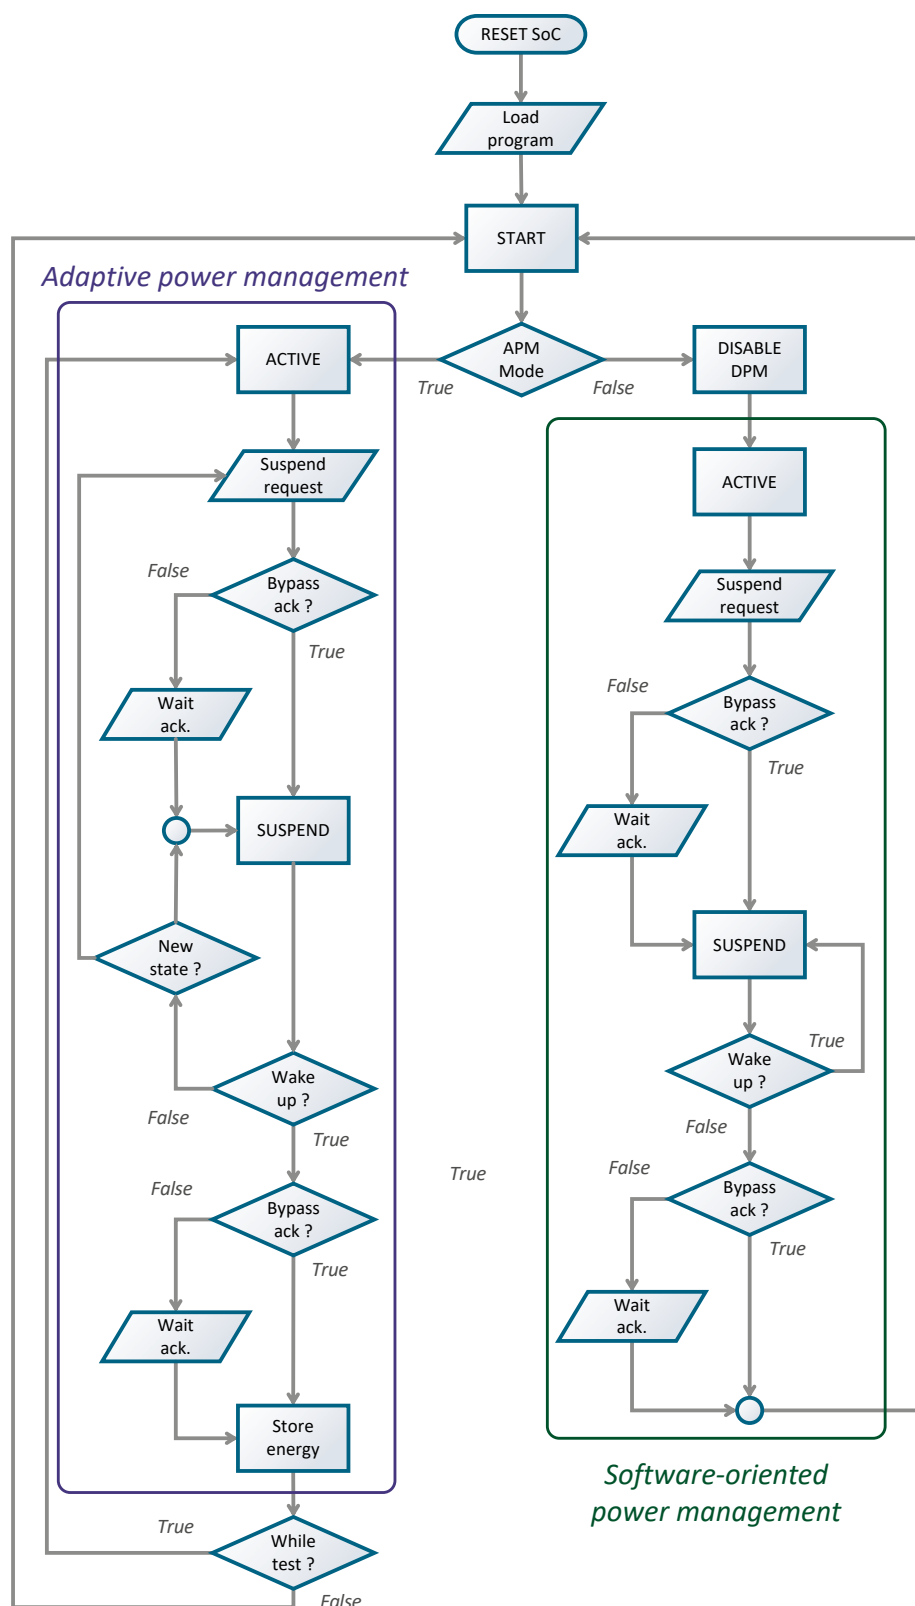 RESET SoC
Load
program
START
Adaptive power management
APM
Mode
True
False
ACTIVE
DISABLE
DPM
Suspend
request
ACTIVE
False
Bypass
ack ?
True
Suspend
request
Wait
ack.
False
Bypass
ack ?
True
SUSPEND
Wait
ack.
New
state ?
SUSPEND
True
Wake
up ?
False
True
Wake
up ?
False
False
Bypass
ack ?
True
True
False
Bypass
ack ?
True
Wait
ack.
Wait
ack.
Store
energy
Software-oriented
power management
True
While
test ?
False